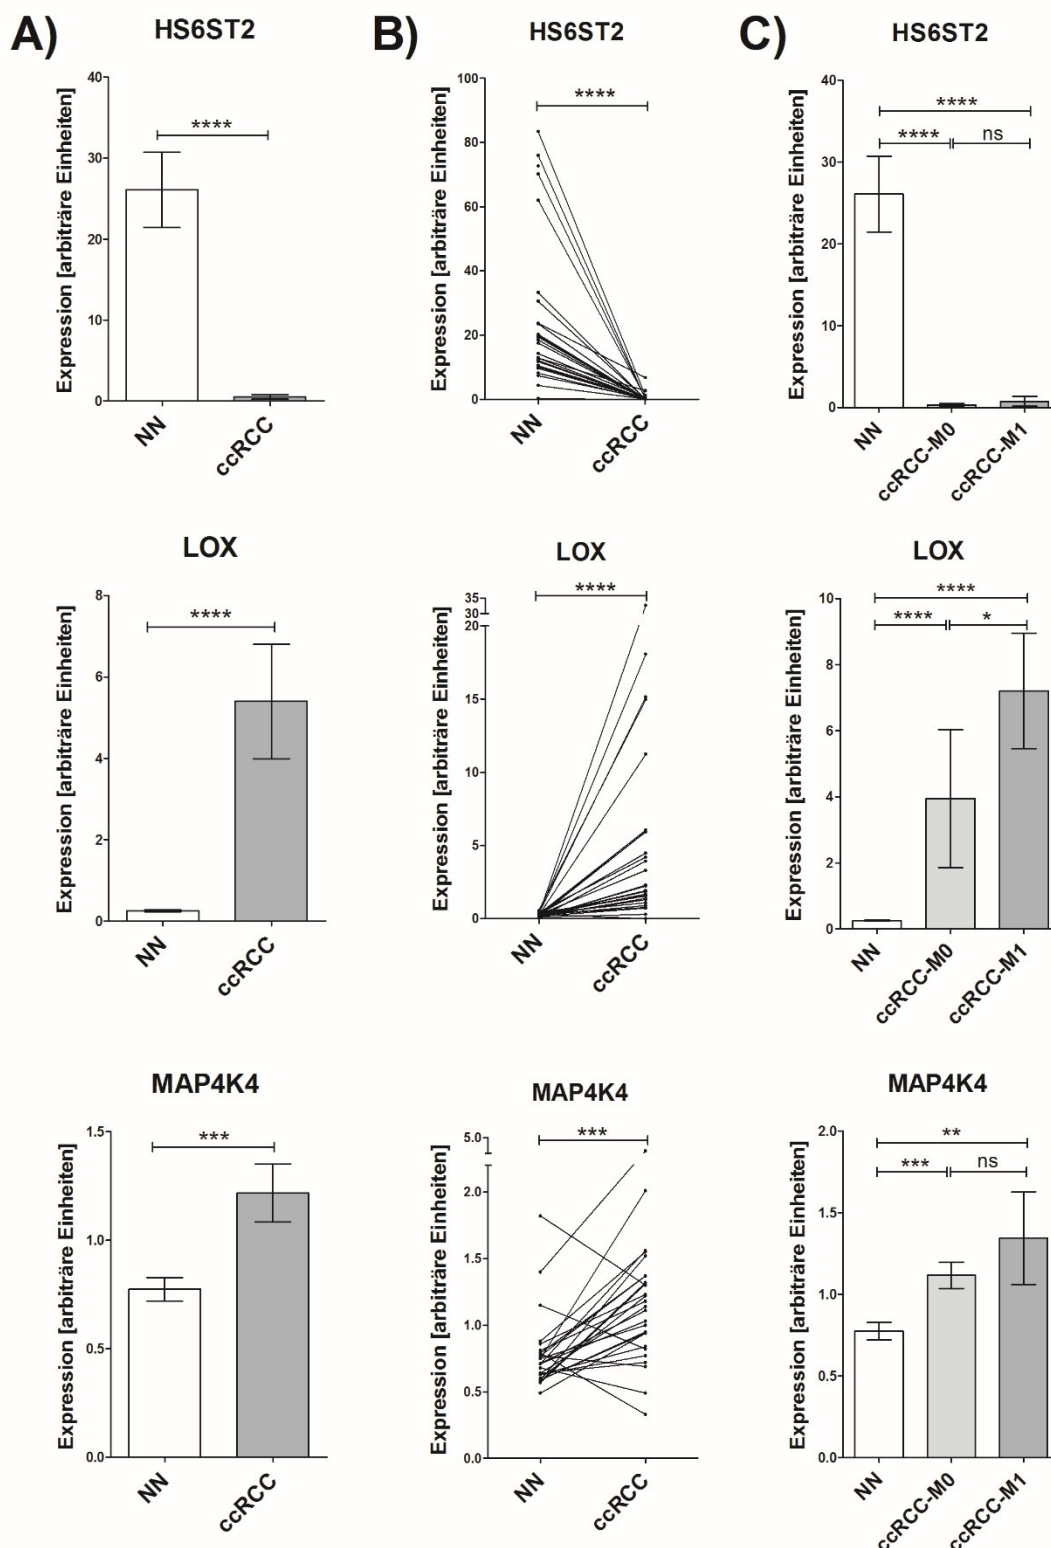 A)
HS6ST2
Expression [arbiträre Einheiten]
40
30
20
10
0
****
NN
ccRCC
B)
HS6ST2
Expression [arbiträre Einheiten]
100
80
60
40
20
0
****
NN
ccRCC
C)
HS6ST2
Expression [arbiträre Einheiten]
40
30
20
10
0
****
**** ns
NN
ccRCC-M0
ccRCC-M1
LOX
Expression [arbiträre Einheiten]
8
6
4
2
0
****
NN
ccRCC
LOX
Expression [arbiträre Einheiten]
35
30
20
15
10
5
0
****
NN
ccRCC
LOX
Expression [arbiträre Einheiten]
10
8
6
4
2
0
****
**** *
NN
ccRCC-M0
ccRCC-M1
MAP4K4
Expression [arbiträre Einheiten]
1.5
1.0
0.5
0.0
***
NN
ccRCC
MAP4K4
Expression [arbiträre Einheiten]
5.0
2.0
1.5
1.0
0.5
0.0
***
NN
ccRCC
MAP4K4
Expression [arbiträre Einheiten]
2.0
1.5
1.0
0.5
0.0
**
*** ns
NN
ccRCC-M0
ccRCC-M1